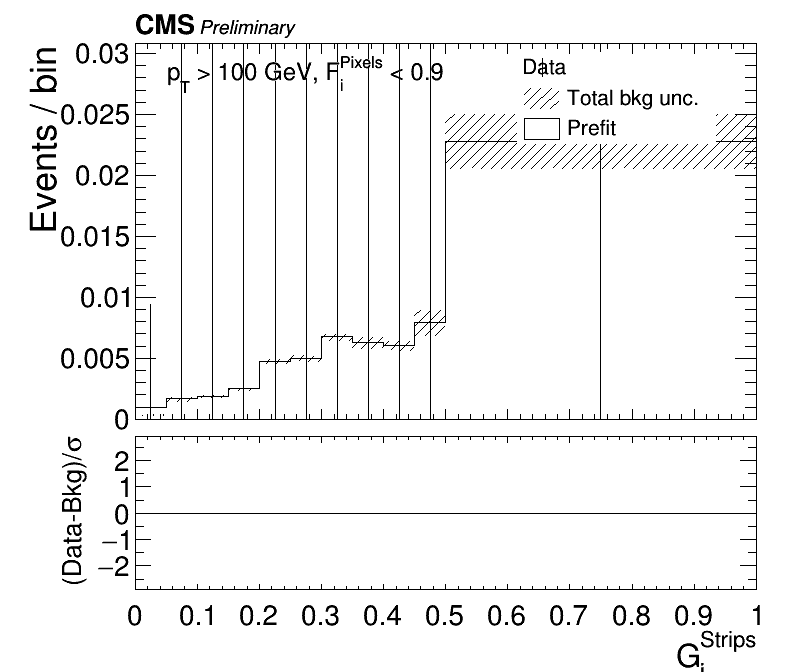 CMS Preliminary
p_T > 100 GeV, F_i^Pixels < 0.9
Data
Total bkg unc.
Prefit
Events / bin
0.03
0.025
0.02
0.015
0.01
0.005
0
(Data-Bkg)/σ
2
1
0
−1
−2
0 0.1 0.2 0.3 0.4 0.5 0.6 0.7 0.8 0.9 1
G_i^Strips